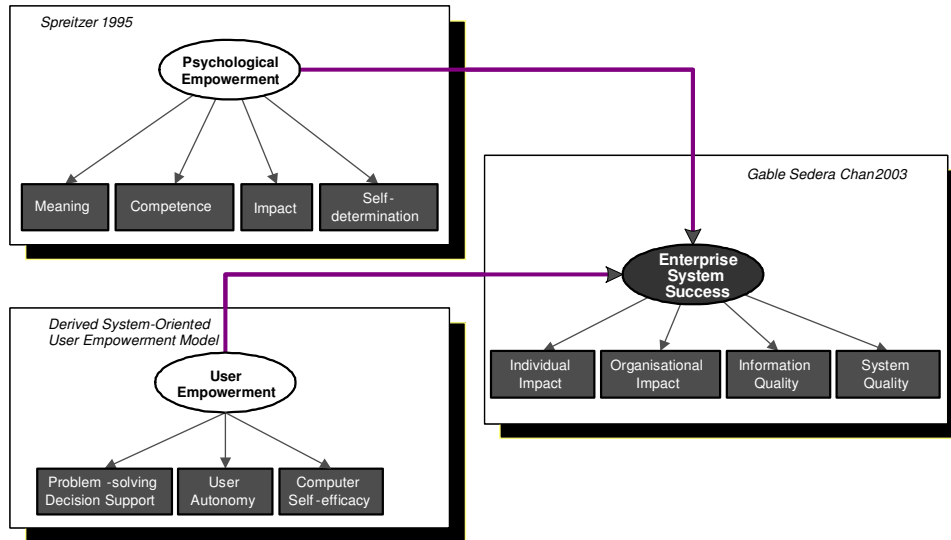 Spreitzer 1995
Psychological
Empowerment
Meaning
Competence
Impact
Self-
determination
Gable Sedera Chan2003
Enterprise
System
Success
Individual
Impact
Organisational
Impact
Information
Quality
System
Quality
Derived System-Oriented
User Empowerment Model
User
Empowerment
Problem -solving
Decision Support
User
Autonomy
Computer
Self-efficacy